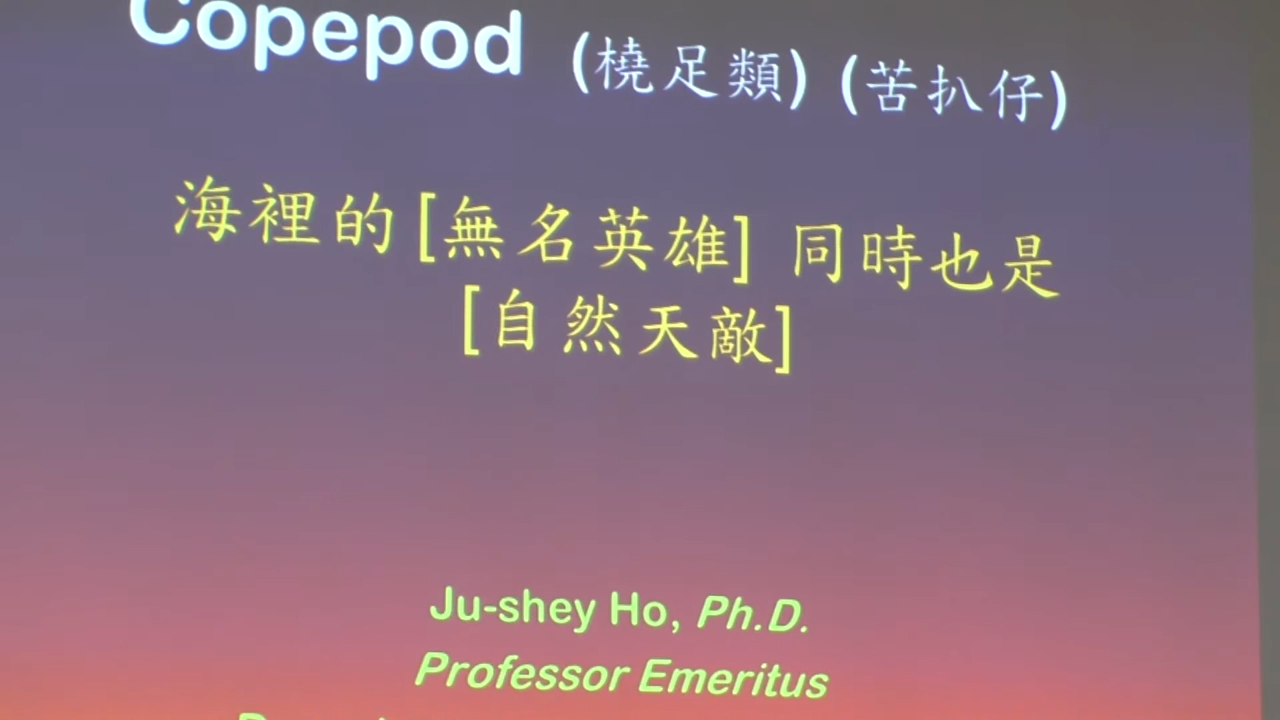 Copepod (橈足類) (苦扒仔)
海裡的[無名英雄] 同時也是
[自然天敵]
Ju-shey Ho, Ph.D.
Professor Emeritus